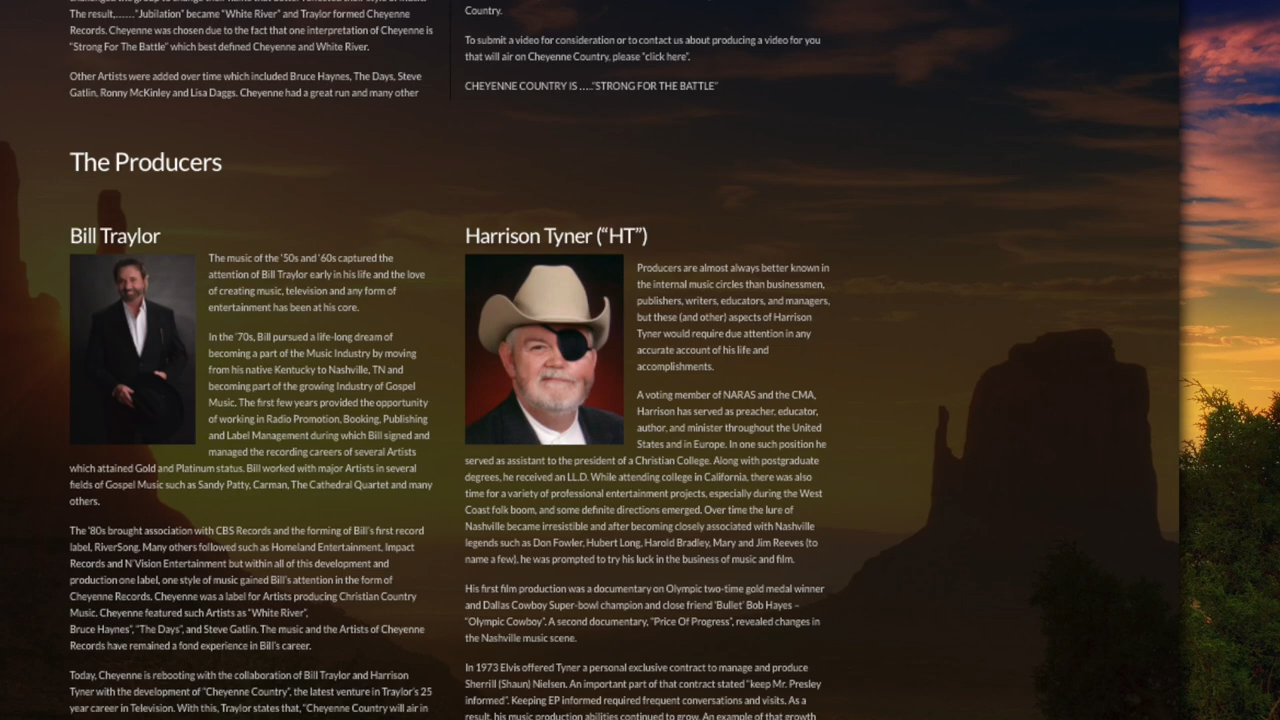 The result,......."Jubilation" became "White River" and Traylor formed Cheyenne
Records. Cheyenne was chosen due to the fact that one interpretation of Cheyenne is
"Strong For The Battle" which best defined Cheyenne and White River.
Other Artists were added over time which included Bruce Haynes, The Days, Steve
Gatlin, Ronny McKinley and Lisa Daggs. Cheyenne had a great run and many other
Country.
To submit a video for consideration or to contact us about producing a video for you
that will air on Cheyenne Country, please "click here".
CHEYENNE COUNTRY IS ....."STRONG FOR THE BATTLE"
The Producers
Bill Traylor
The music of the '50s and '60s captured the
attention of Bill Traylor early in his life and the love
of creating music, television and any form of
entertainment has been at his core.
In the '70s, Bill pursued a life-long dream of
becoming a part of the Music Industry by moving
from his native Kentucky to Nashville, TN and
becoming part of the growing Industry of Gospel
Music. The first few years provided the opportunity
of working in Radio Promotion, Booking, Publishing
and Label Management during which Bill signed and
managed the recording careers of several Artists
which attained Gold and Platinum status. Bill worked with major Artists in several
fields of Gospel Music such as Sandy Patty, Carman, The Cathedral Quartet and many
others.
The '80s brought association with CBS Records and the forming of Bill's first record
label, RiverSong. Many others followed such as Homeland Entertainment, Impact
Records and N'Vision Entertainment but within all of this development and
production one label, one style of music gained Bill's attention in the form of
Cheyenne Records. Cheyenne was a label for Artists producing Christian Country
Music. Cheyenne featured such Artists as "White River",
Bruce Haynes", "The Days", and Steve Gatlin. The music and the Artists of Cheyenne
Records have remained a fond experience in Bill's career.
Today, Cheyenne is rebooting with the collaboration of Bill Traylor and Harrison
Tyner with the development of "Cheyenne Country", the latest venture in Traylor's 25
year career in Television. With this, Traylor states that, "Cheyenne Country will air in
Harrison Tyner ("HT")
Producers are almost always better known in
the internal music circles than businessmen,
publishers, writers, educators, and managers,
but these (and other) aspects of Harrison
Tyner would require due attention in any
accurate account of his life and
accomplishments.
A voting member of NARAS and the CMA,
Harrison has served as preacher, educator,
author, and minister throughout the United
States and in Europe. In one such position he
served as assistant to the president of a Christian College. Along with postgraduate
degrees, he received an LL.D. While attending college in California, there was also
time for a variety of professional entertainment projects, especially during the West
Coast folk boom, and some definite directions emerged. Over time the lure of
Nashville became irresistible and after becoming closely associated with Nashville
legends such as Don Fowler, Hubert Long, Harold Bradley, Mary and Jim Reeves (to
name a few), he was prompted to try his luck in the business of music and film.
His first film production was a documentary on Olympic two-time gold medal winner
and Dallas Cowboy Super-bowl champion and close friend 'Bullet' Bob Hayes –
"Olympic Cowboy". A second documentary, "Price Of Progress", revealed changes in
the Nashville music scene.
In 1973 Elvis offered Tyner a personal exclusive contract to manage and produce
Sherrill (Shaun) Nielsen. An important part of that contract stated "keep Mr. Presley
informed". Keeping EP informed required frequent conversations and visits. As a
result, his music production abilities continued to grow. An example of that growth